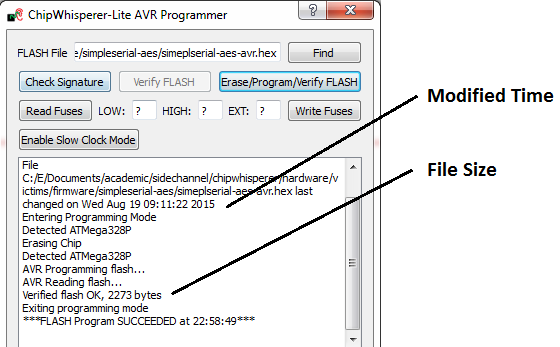 ChipWhisperer-Lite AVR Programmer
FLASH File e/simpleserial-aes/simeplserial-aes-avr.hex Find
Check Signature Verify FLASH Erase/Program/Verify FLASH
Read Fuses LOW: ? HIGH: ? EXT: ? Write Fuses
Enable Slow Clock Mode
File
C:/E/Documents/academic/sidechannel/chipwhisperer/hardware/v
ictims/firmware/simpleserial-aes/simeplserial-aes-avr.hex last
changed on Wed Aug 19 09:11:22 2015
Entering Programming Mode
Detected ATMega328P
Erasing Chip
Detected ATMega328P
AVR Programming flash...
AVR Reading flash...
Verified flash OK, 2273 bytes
Exiting programming mode
***FLASH Program SUCCEEDED at 22:58:49***
Modified Time
File Size